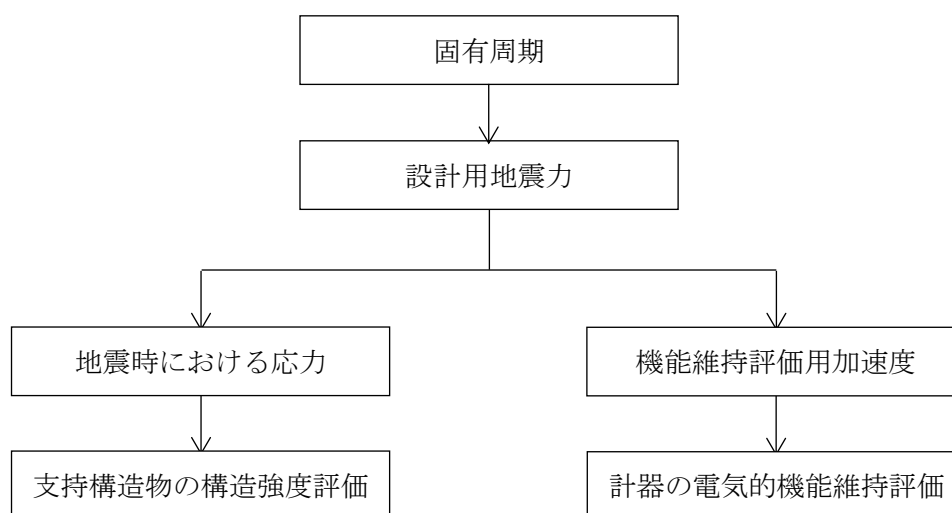 固有周期
設計用地震力
地震時における応力
機能維持評価用加速度
支持構造物の構造強度評価
計器の電気的機能維持評価